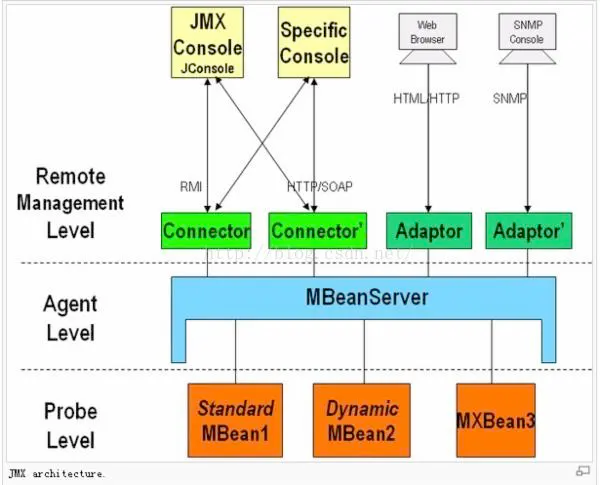 JMX
Console
JConsole
Specific
Console
Web
Browser
SNMP
Console
HTML/HTTP
SNMP
Remote
Management
Level
RMI
HTTP/SOAP
Connector
Connector'
Adaptor
Adaptor'
http://blog.csdn.net/
Agent
Level
MBeanServer
Probe
Level
Standard
MBean1
Dynamic
MBean2
MXBean3
JMX architecture.